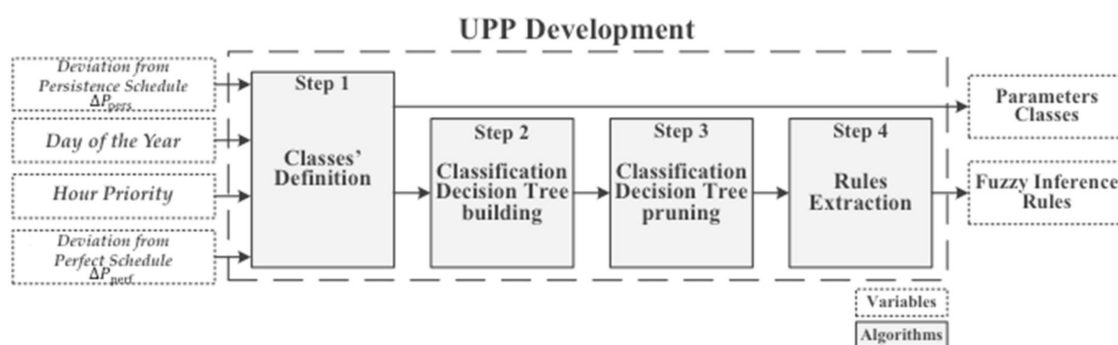 UPP Development
Deviation from
Persistence Schedule
ΔPpers
Day of the Year
Hour Priority
Deviation from
Perfect Schedule
ΔPperf
Step 1
Classes'
Definition
Step 2
Classification
Decision Tree
building
Step 3
Classification
Decision Tree
pruning
Step 4
Rules
Extraction
Parameters
Classes
Fuzzy Inference
Rules
Variables
Algorithms